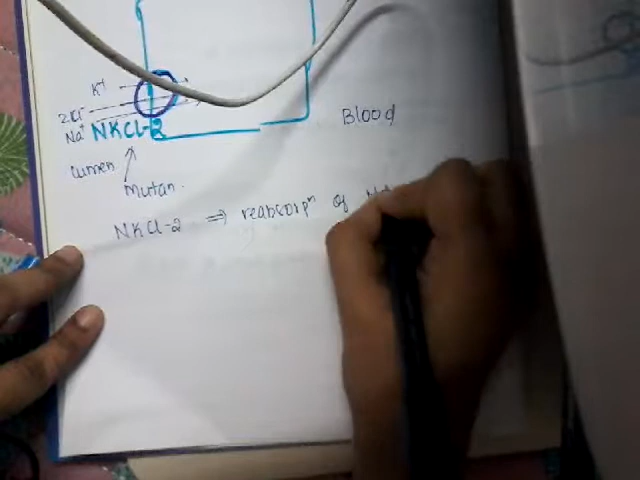 K+
2Cl-
Na+ NKCl-2
Blood
Lumen
Mutan.
NKCl-2 ⇒ reabsorpn of